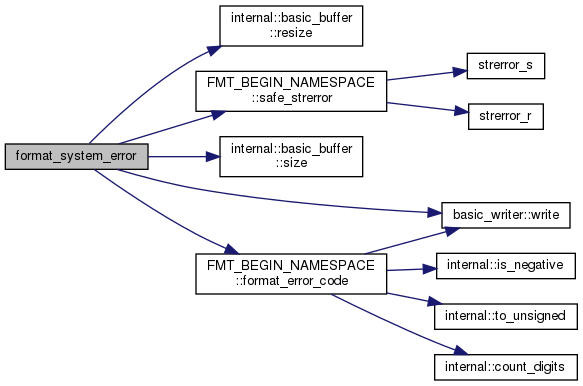 internal::basic_buffer
::resize
FMT_BEGIN_NAMESPACE
::safe_strerror
strerror_s
strerror_r
format_system_error
internal::basic_buffer
::size
basic_writer::write
FMT_BEGIN_NAMESPACE
::format_error_code
internal::is_negative
internal::to_unsigned
internal::count_digits